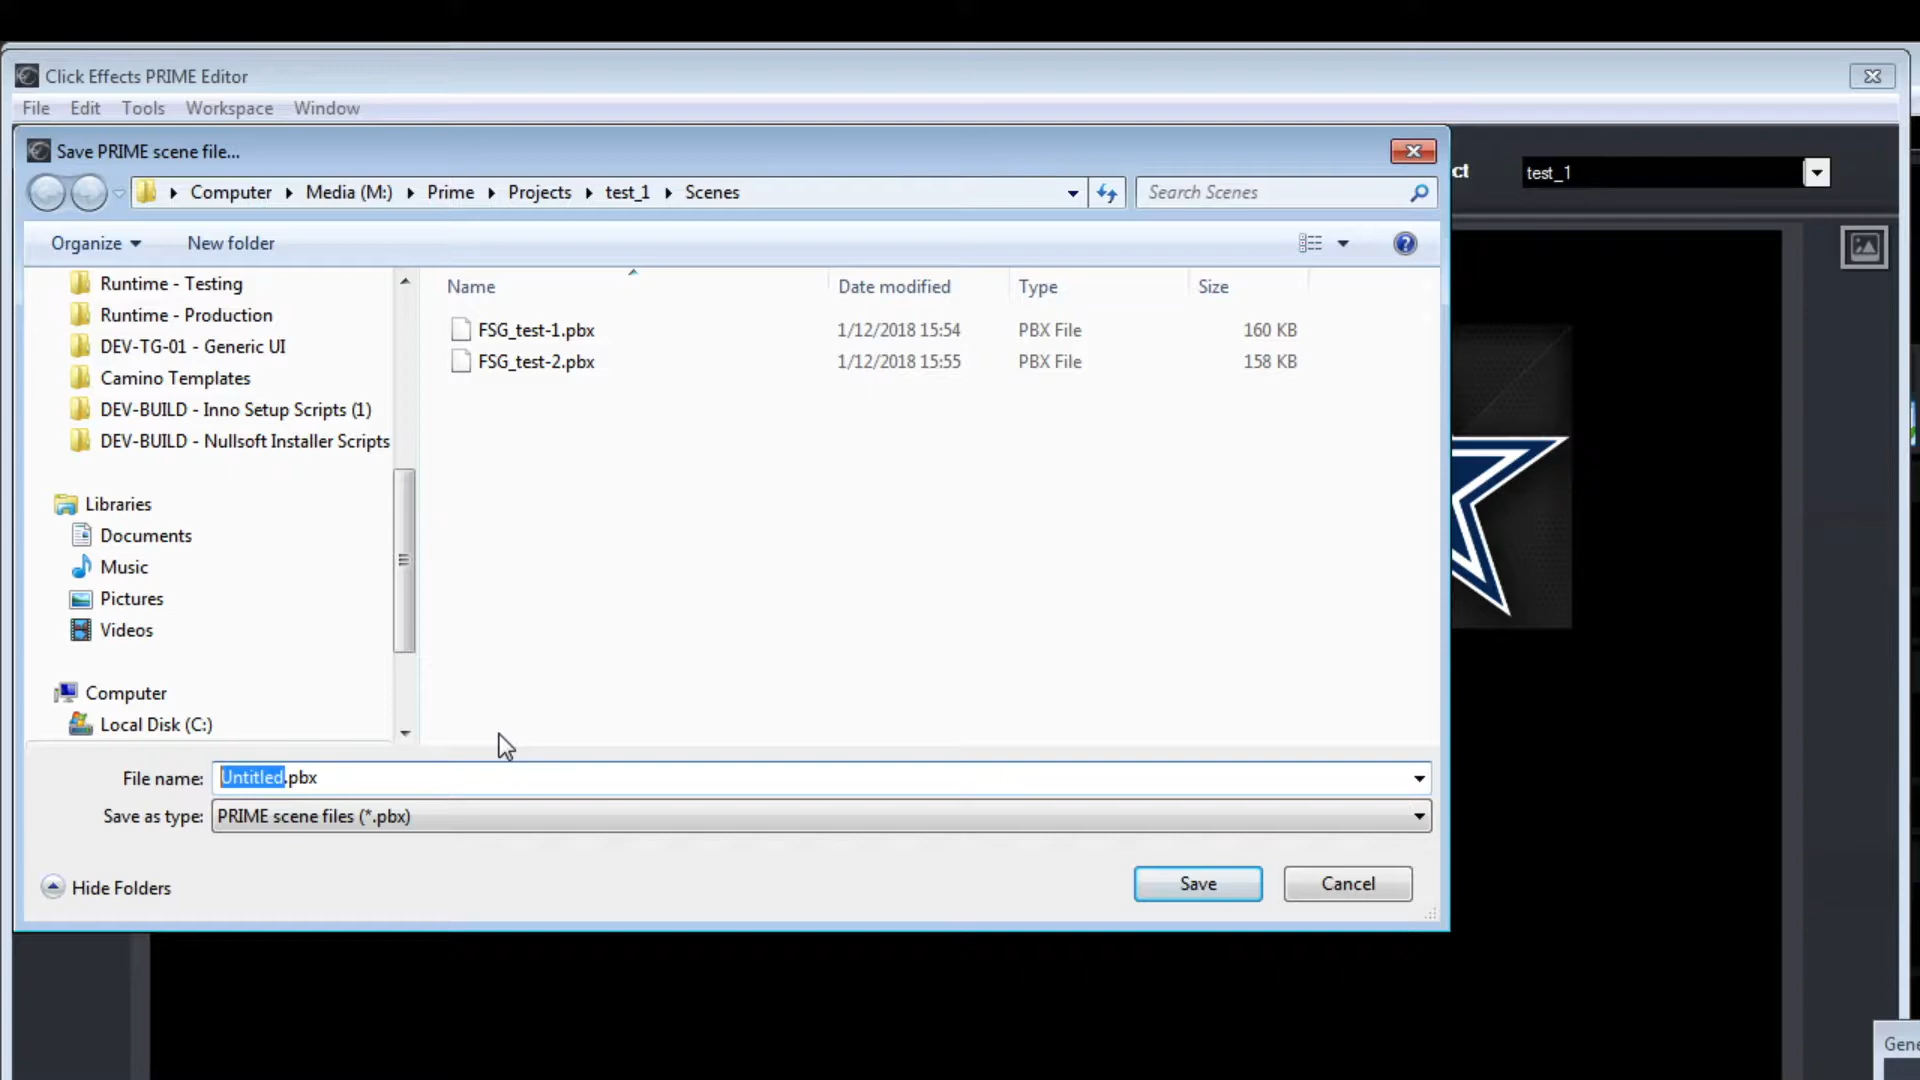 Click Effects PRIME Editor
File Edit Tools Workspace Window
Save PRIME scene file...
Computer Media (M:) Prime Projects test_1 Scenes
Search Scenes
ct
test_1
Organize New folder
Name Date modified Type Size
Runtime - Testing
Runtime - Production
DEV-TG-01 - Generic UI
Camino Templates
DEV-BUILD - Inno Setup Scripts (1)
DEV-BUILD - Nullsoft Installer Scripts
Libraries
Documents
Music
Pictures
Videos
Computer
Local Disk (C:)
FSG_test-1.pbx 1/12/2018 15:54 PBX File 160 KB
FSG_test-2.pbx 1/12/2018 15:55 PBX File 158 KB
File name: Untitled.pbx
Save as type: PRIME scene files (*.pbx)
Hide Folders
Save Cancel
Gene